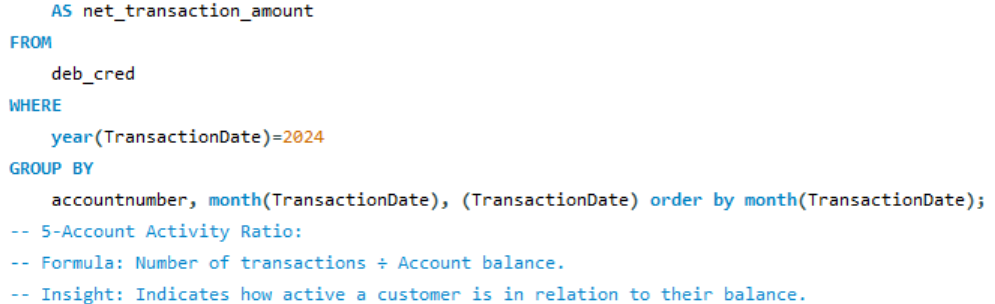 AS net_transaction_amount
FROM
deb_cred
WHERE
year(TransactionDate)=2024
GROUP BY
accountnumber, month(TransactionDate), (TransactionDate) order by month(TransactionDate);
-- 5-Account Activity Ratio:
-- Formula: Number of transactions ÷ Account balance.
-- Insight: Indicates how active a customer is in relation to their balance.